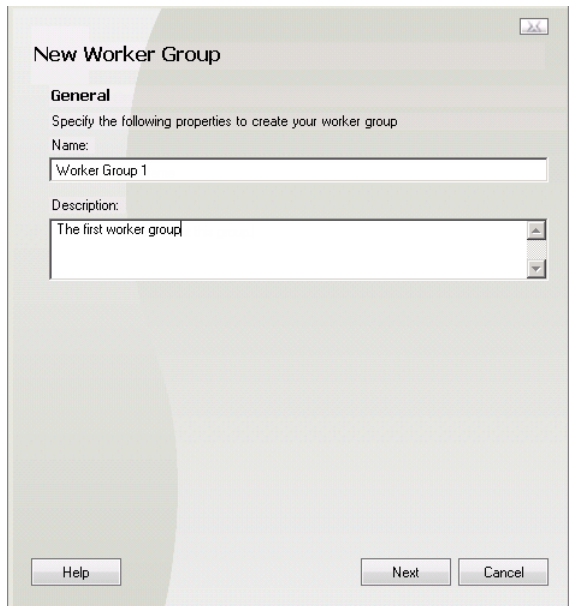 New Worker Group
General
Specify the following properties to create your worker group
Name:
Worker Group 1
Description:
The first worker group
Help
Next
Cancel